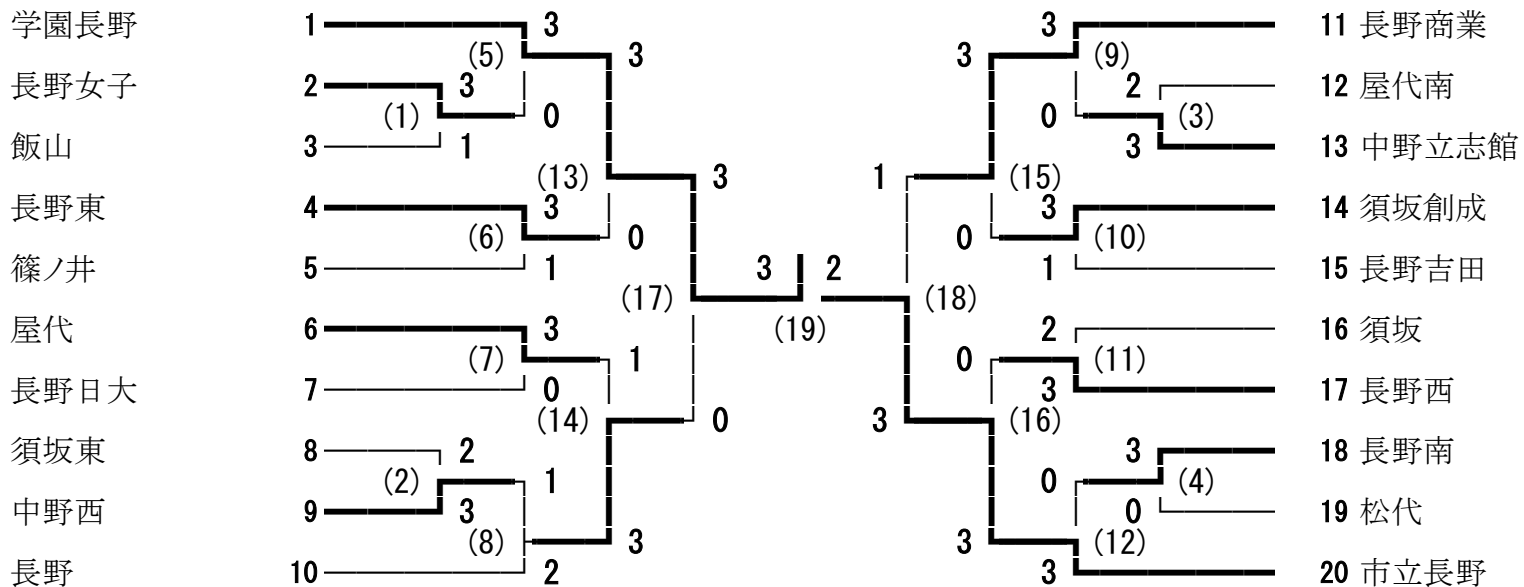 学園長野 1 3 3 11 長野商業
(5) 3 3 (9)
長野女子 2 3 2 12 屋代南
(1) 0 0 (3)
飯山 3 1 3 13 中野立志館
(13) 3 1 (15)
長野東 4 3 3 14 須坂創成
(6) 0 0 (10)
篠ノ井 5 1 3 2 1 15 長野吉田
(17) (18)
屋代 6 3 (19) 2 16 須坂
(7) 1 0 (11)
長野日大 7 0 3 17 長野西
(14) 0 3 (16)
須坂東 8 2 3 18 長野南
(2) 1 0 (4)
中野西 9 3 0 19 松代
(8) 3 3 (12)
長野 10 2 3 20 市立長野